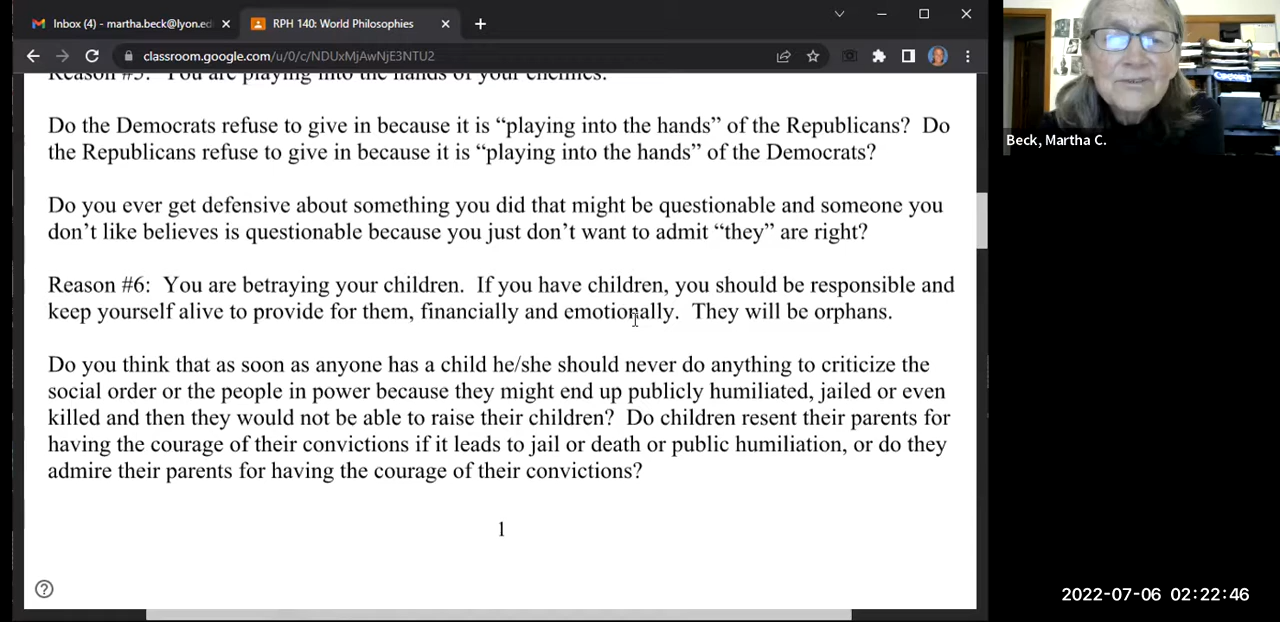 Inbox (4) - martha.beck@lyon.ed
RPH 140: World Philosophies
classroom.google.com/u/0/c/NDUxMjAwNjE3NTU2
Reason #5: You are playing into the hands of your enemies.
Do the Democrats refuse to give in because it is “playing into the hands” of the Republicans? Do
the Republicans refuse to give in because it is “playing into the hands” of the Democrats?
Do you ever get defensive about something you did that might be questionable and someone you
don’t like believes is questionable because you just don’t want to admit “they” are right?
Reason #6: You are betraying your children. If you have children, you should be responsible and
keep yourself alive to provide for them, financially and emotionally. They will be orphans.
Do you think that as soon as anyone has a child he/she should never do anything to criticize the
social order or the people in power because they might end up publicly humiliated, jailed or even
killed and then they would not be able to raise their children? Do children resent their parents for
having the courage of their convictions if it leads to jail or death or public humiliation, or do they
admire their parents for having the courage of their convictions?
1
Beck, Martha C.
2022-07-06 02:22:46